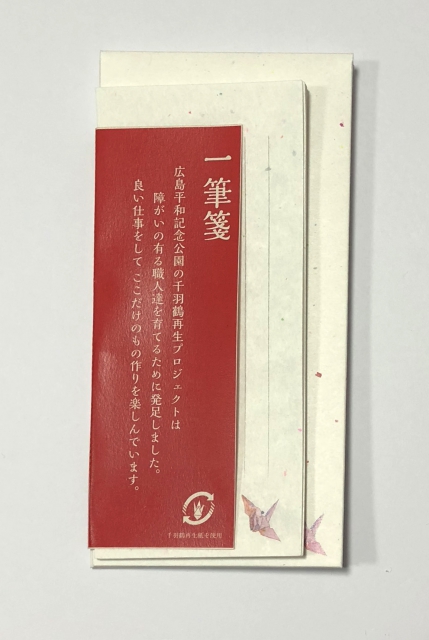 一筆箋
広島平和記念公園の千羽鶴再生プロジェクトは
障がいの有る職人達を育てるために発足しました。
良い仕事をして ここだけのもの作りを楽しんでいます。
千羽鶴再生紙を使用